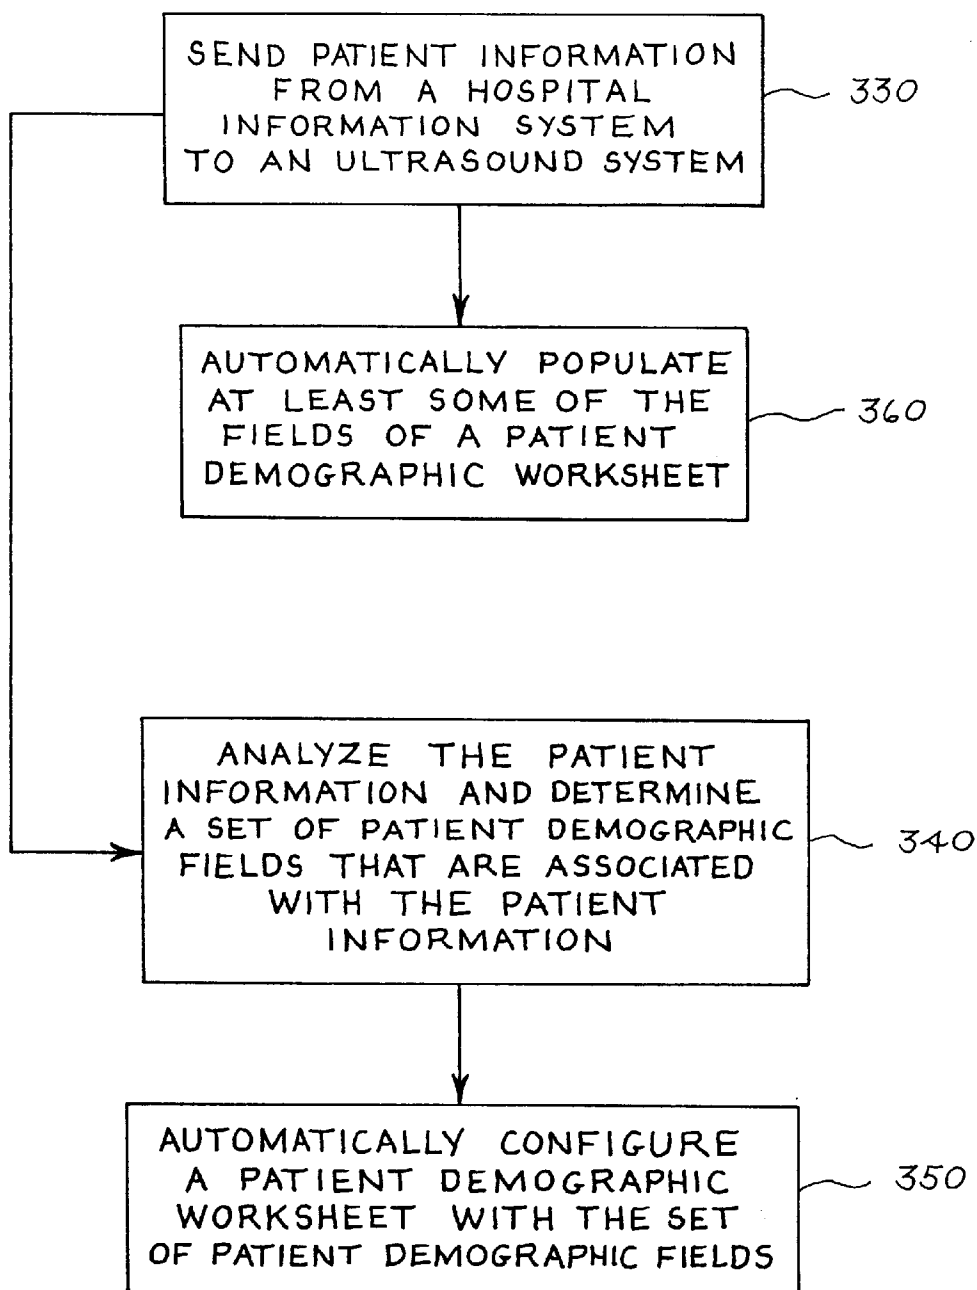 SEND PATIENT INFORMATION
FROM A HOSPITAL
INFORMATION SYSTEM
TO AN ULTRASOUND SYSTEM
330
AUTOMATICALLY POPULATE
AT LEAST SOME OF THE
FIELDS OF A PATIENT
DEMOGRAPHIC WORKSHEET
360
ANALYZE THE PATIENT
INFORMATION AND DETERMINE
A SET OF PATIENT DEMOGRAPHIC
FIELDS THAT ARE ASSOCIATED
WITH THE PATIENT
INFORMATION
340
AUTOMATICALLY CONFIGURE
A PATIENT DEMOGRAPHIC
WORKSHEET WITH THE SET
OF PATIENT DEMOGRAPHIC FIELDS
350